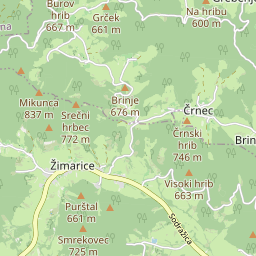 Burov
hrib
667 m
Grček
661 m
Na hribu
600 m
Mikunca
837 m
Srečni
hrbec
772 m
Brinje
676 m
Črnec
Črnski
hrib
746 m
Žimarice
Visoki hrib
663 m
Purštal
661 m
Smrekovec
725 m
Sodražica